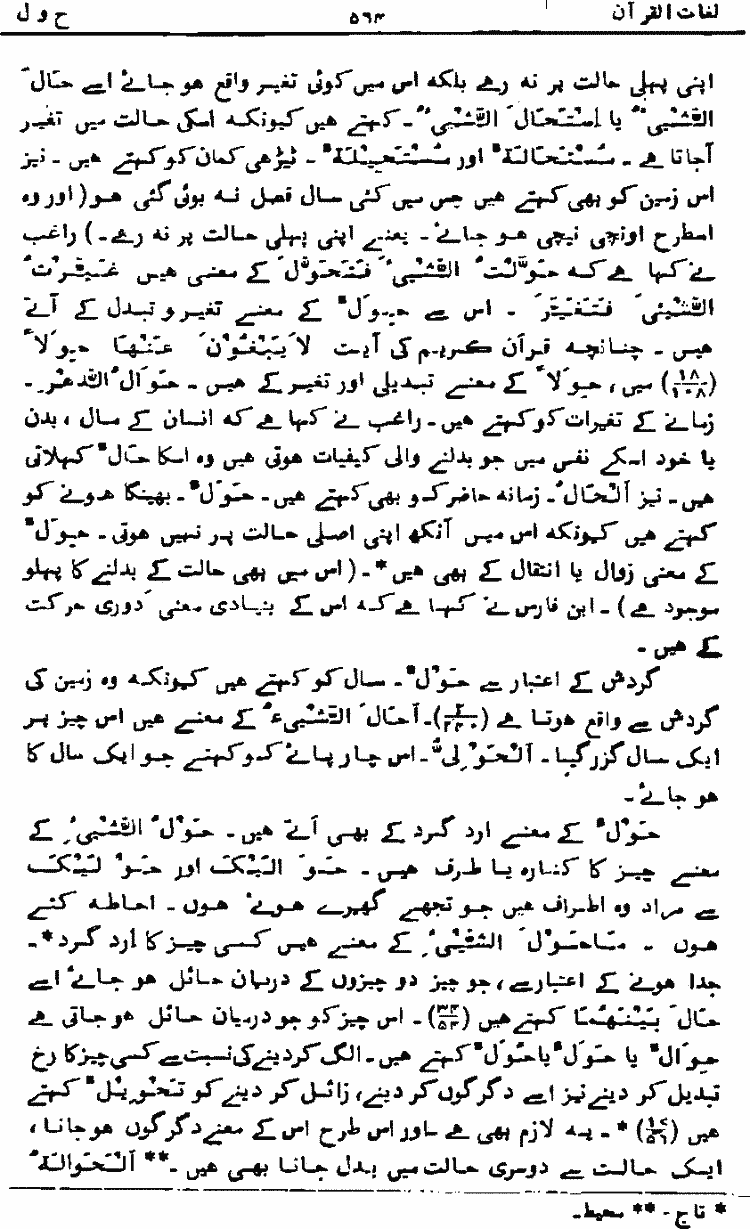 لغات القرآن ۵۶۴ ح و ل
اپنی پہلی حالت پر نہ رہے بلکہ اس میں کوئی تغیر واقع ہو جائے اسے حَالَ
الشَّیْئُی یا اِسْتَحَالَ الشَّیْئُی۔ کہتے ہیں کیونکہ اسکی حالت میں تغیر
آجاتا ہے۔ مُسْتَحَالَۃٌ اور مُسْتَحِیْلَۃٌ۔ ٹیڑھی کمان کو کہتے ہیں۔ نیز
اس زمین کو بھی کہتے ہیں جس میں کئی سال فصل نہ بوئی گئی ہو (اور وہ
اسطرح اونچی نیچی ہو جائے۔ یعنے اپنی پہلی حالت پر نہ رہے۔) راغب
نے کہا ہے کہ حَوَّلْتُ الشَّیْئَی فَتَحَوَّلَ کے معنی ہیں غَیَّرْتُ
الشَّیْئَی فَتَغَیَّرَ۔ اس سے حِوَلٌ کے معنے تغیر و تبدل کے آتے
ہیں۔ چنانچہ قرآن کریم کی آیت لَا یَبْغُوْنَ عَنْہَا حِوَلًا
(۱۸/۱۰۸) میں، حِوَلًا کے معنے تبدیلی اور تغیر کے ہیں۔ حَوَالُ الدَّھْرِ۔
زمانے کے تغیرات کو کہتے ہیں۔ راغب نے کہا ہے کہ انسان کے مال، بدن
یا خود اسکے نفس میں جو بدلنے والی کیفیات ہوتی ہیں وہ اسکا حَالٌ کہلاتی
ہیں۔ نیز اَلْحَالُ۔ زمانہ حاضر کو بھی کہتے ہیں۔ حَوَلٌ۔ بھینگا ہونے کو
کہتے ہیں کیونکہ اس میں آنکھ اپنی اصلی حالت پر نہیں ہوتی۔ حِوَلٌ
کے معنی زوال یا انتقال کے بھی ہیں*۔ (اس میں بھی حالت کے بدلنے کا پہلو
موجود ہے)۔ ابن فارس نے کہا ہے کہ اس کے بنیادی معنی دوری حرکت
کے ہیں۔
گردش کے اعتبار سے حَوْلٌ۔ سال کو کہتے ہیں کیونکہ وہ زمین کی
گردش سے واقع ہوتا ہے (۲/۲۴۰)۔ اَحَالَ الشَّیْیءُ کے معنے ہیں اس چیز پر
ایک سال گزر گیا۔ اَلْحَوْلِیُّ۔ اس چار پائے کو کہتے جو ایک سال کا
ہو جائے۔
حَوْلٌ کے معنے ارد گرد کے بھی آتے ہیں۔ حَوْلُ الشَّیْئِی کے
معنے چیز کا کنارہ یا طرف ہیں۔ اور
سے مراد وہ اطراف ہیں جو تجھے گھیرے ہوئے ہوں۔ احاطہ کئے
ہوں۔ مَاحَوْلَ الشَّیْئِی کے معنے ہیں کسی چیز کا ارد گرد*۔
جدا ہونے کے اعتبار سے، جو چیز دو چیزوں کے درمیان حائل ہو جائے اسے
حَالَ بَیْنَہُمَا کہتے ہیں (۳۴/۵۴)۔ اس چیز کو جو درمیان حائل ہو جاتی ہے
حِوَالٌ یا حَوَلٌ یا حَوْلٌ کہتے ہیں۔ الگ کر دینے کی نسبت سے کسی چیز کا رخ
تبدیل کر دینے نیز اسے دگرگوں کر دینے، زائل کر دینے کو تَحْوِیْلٌ کہتے
ہیں (۱۷/۵۶)*۔ یہ لازم بھی ہے۔ اور اس طرح اس کے معنے دگرگوں ہو جانا،
ایک حالت سے دوسری حالت میں بدل جانا بھی ہیں۔** اَلْحَوَالَۃُ
* تاج۔ ** محیط۔